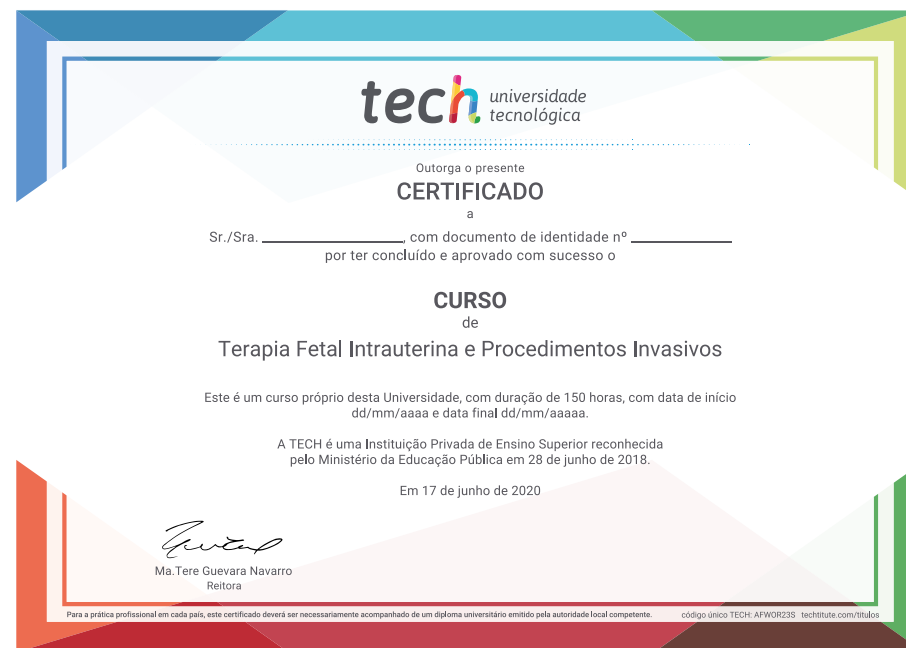 tech universidade
tecnológica
Outorga o presente
CERTIFICADO
a
Sr./Sra. ____________________, com documento de identidade nº ______________
por ter concluído e aprovado com sucesso o
CURSO
de
Terapia Fetal Intrauterina e Procedimentos Invasivos
Este é um curso próprio desta Universidade, com duração de 150 horas, com data de início
dd/mm/aaaa e data final dd/mm/aaaaa.
A TECH é uma Instituição Privada de Ensino Superior reconhecida
pelo Ministério da Educação Pública em 28 de junho de 2018.
Em 17 de junho de 2020
Ma.Tere Guevara Navarro
Reitora
Para a prática profissional em cada país, este certificado deverá ser necessariamente acompanhado de um diploma universitário emitido pela autoridade local competente. código único TECH: AFWOR23S techtitute.com/titulos